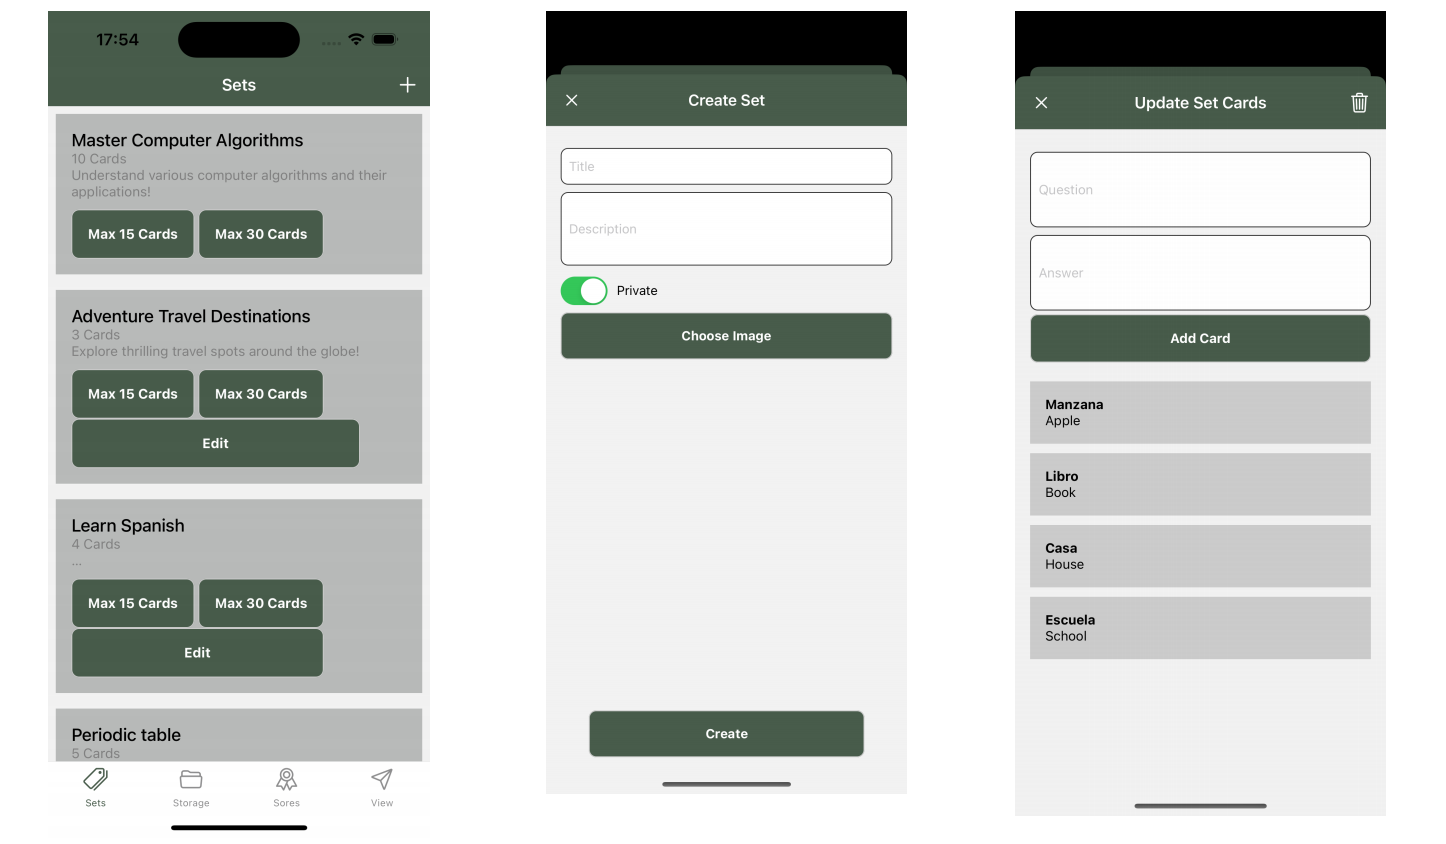 17:54
Sets
Master Computer Algorithms
10 Cards
Understand various computer algorithms and their
applications!
Max 15 Cards
Max 30 Cards
Adventure Travel Destinations
3 Cards
Explore thrilling travel spots around the globe!
Max 15 Cards
Max 30 Cards
Edit
Learn Spanish
4 Cards
...
Max 15 Cards
Max 30 Cards
Edit
Periodic table
5 Cards
Sets
Storage
Sores
View
Create Set
Title
Description
Private
Choose Image
Create
Update Set Cards
Question
Answer
Add Card
Manzana
Apple
Libro
Book
Casa
House
Escuela
School